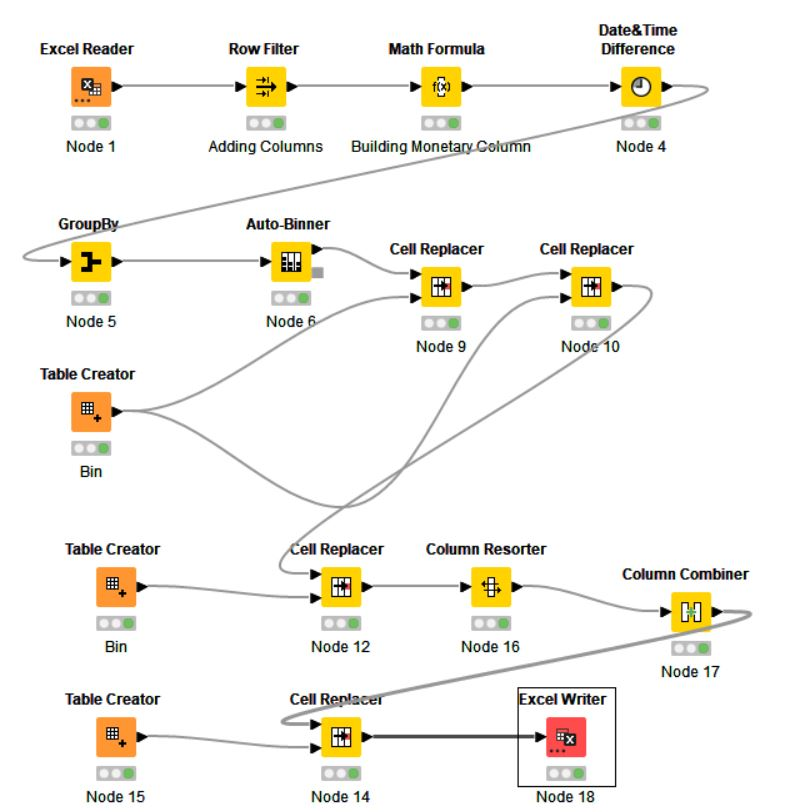 Excel Reader
Row Filter
Math Formula
Date&Time
Difference
f(x)
Node 1
Adding Columns
Building Monetary Column
Node 4
GroupBy
Auto-Binner
Cell Replacer
Cell Replacer
Node 5
Node 6
Node 9
Node 10
Table Creator
Bin
Table Creator
Cell Replacer
Column Resorter
Column Combiner
Bin
Node 12
Node 16
Node 17
Table Creator
Cell Replacer
Excel Writer
Node 15
Node 14
Node 18